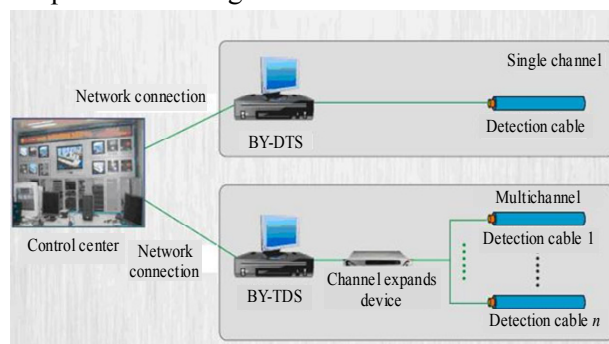 Single channel
Network connection
BY-DTS
Detection cable
Multichannel
Detection cable 1
Control center
Network
connection
BY-TDS
Channel expands
device
Detection cable n